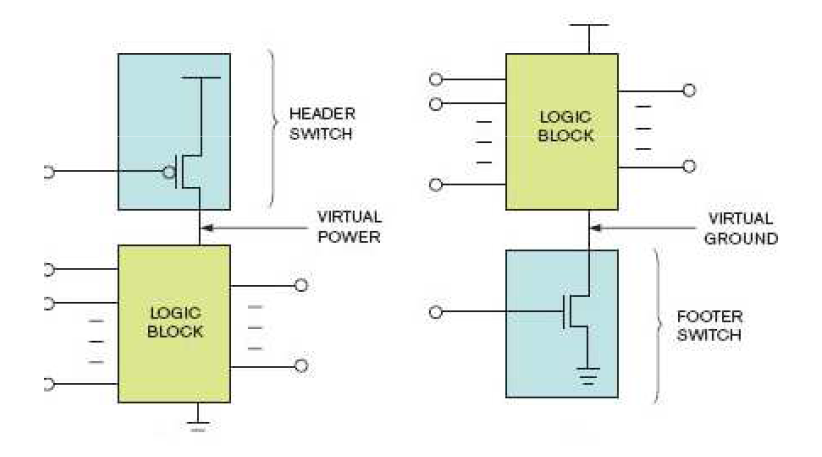 HEADER
SWITCH
VIRTUAL
POWER
LOGIC
BLOCK
LOGIC
BLOCK
VIRTUAL
GROUND
FOOTER
SWITCH